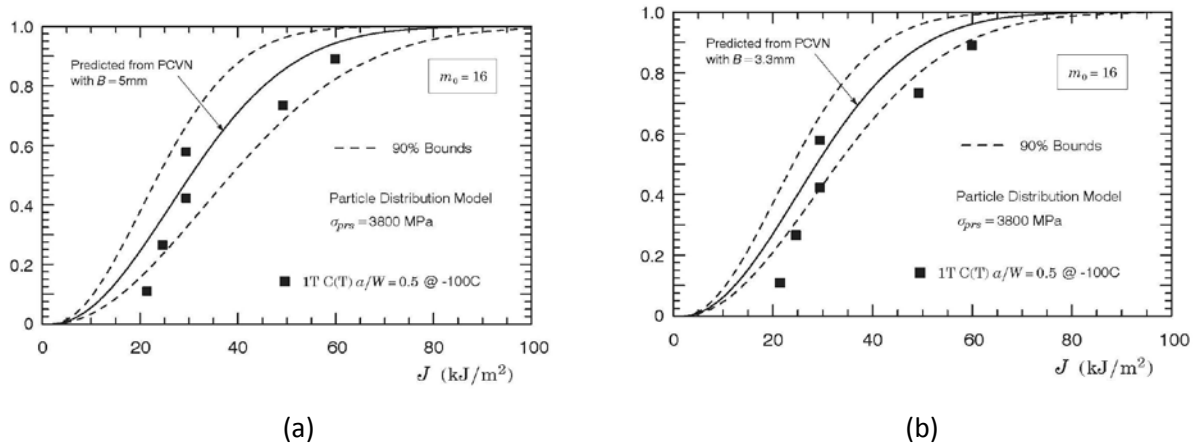 1.0
0.8
0.6
0.4
0.2
0
0 20 40 60 80 100
Predicted from PCVN
with B = 5mm
m₀ = 16
90% Bounds
Particle Distribution Model
σprs = 3800 MPa
1T C(T) a/W = 0.5 @ -100C
J (kJ/m²)
(a)
1.0
0.8
0.6
0.4
0.2
0
0 20 40 60 80 100
Predicted from PCVN
with B = 3.3mm
m₀ = 16
90% Bounds
Particle Distribution Model
σprs = 3800 MPa
1T C(T) a/W = 0.5 @ -100C
J (kJ/m²)
(b)